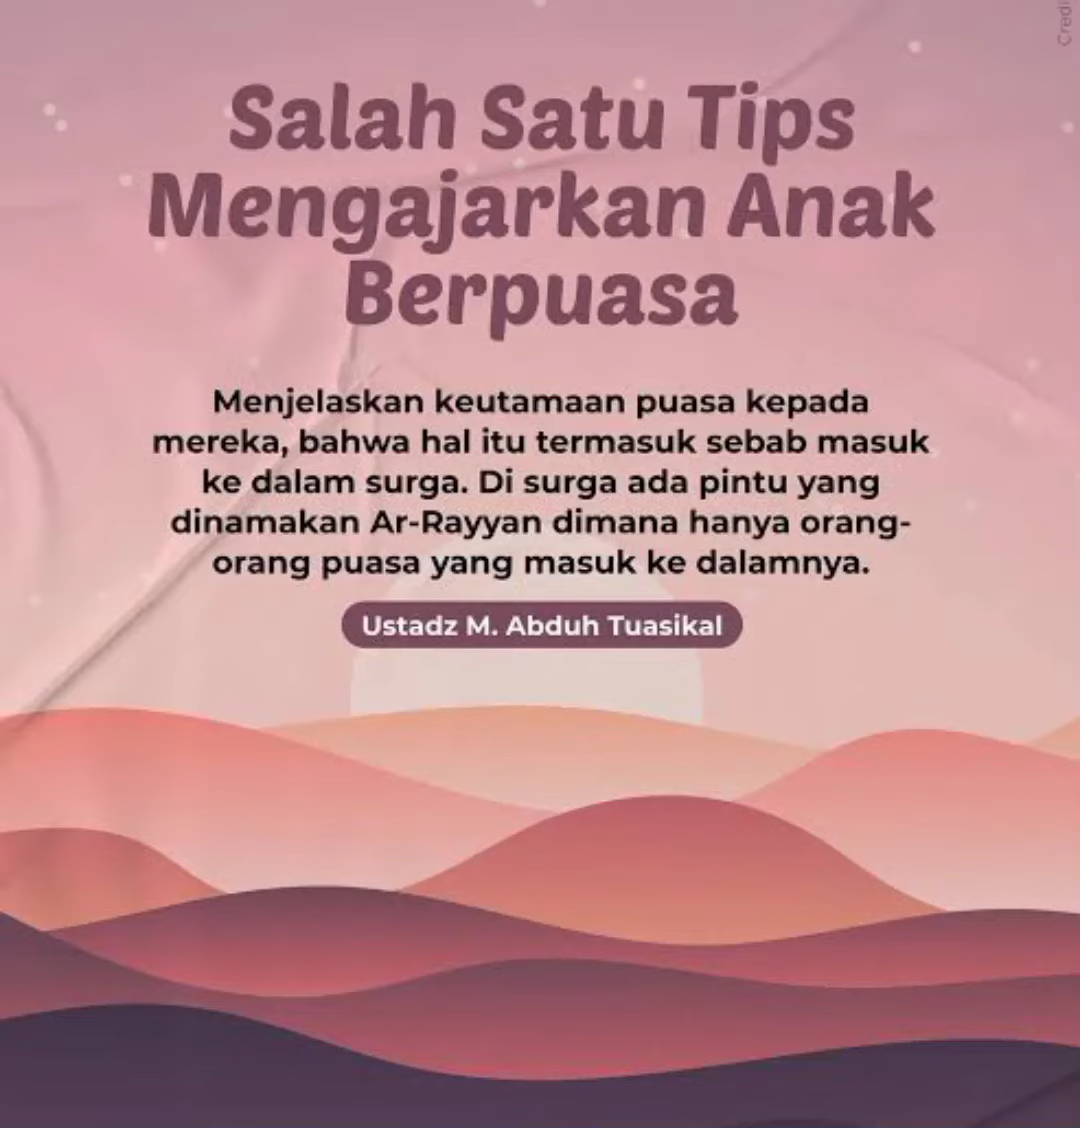 Credi
Salah Satu Tips
Mengajarkan Anak
Berpuasa
Menjelaskan keutamaan puasa kepada
mereka, bahwa hal itu termasuk sebab masuk
ke dalam surga. Di surga ada pintu yang
dinamakan Ar-Rayyan dimana hanya orang-
orang puasa yang masuk ke dalamnya.
Ustadz M. Abduh Tuasikal